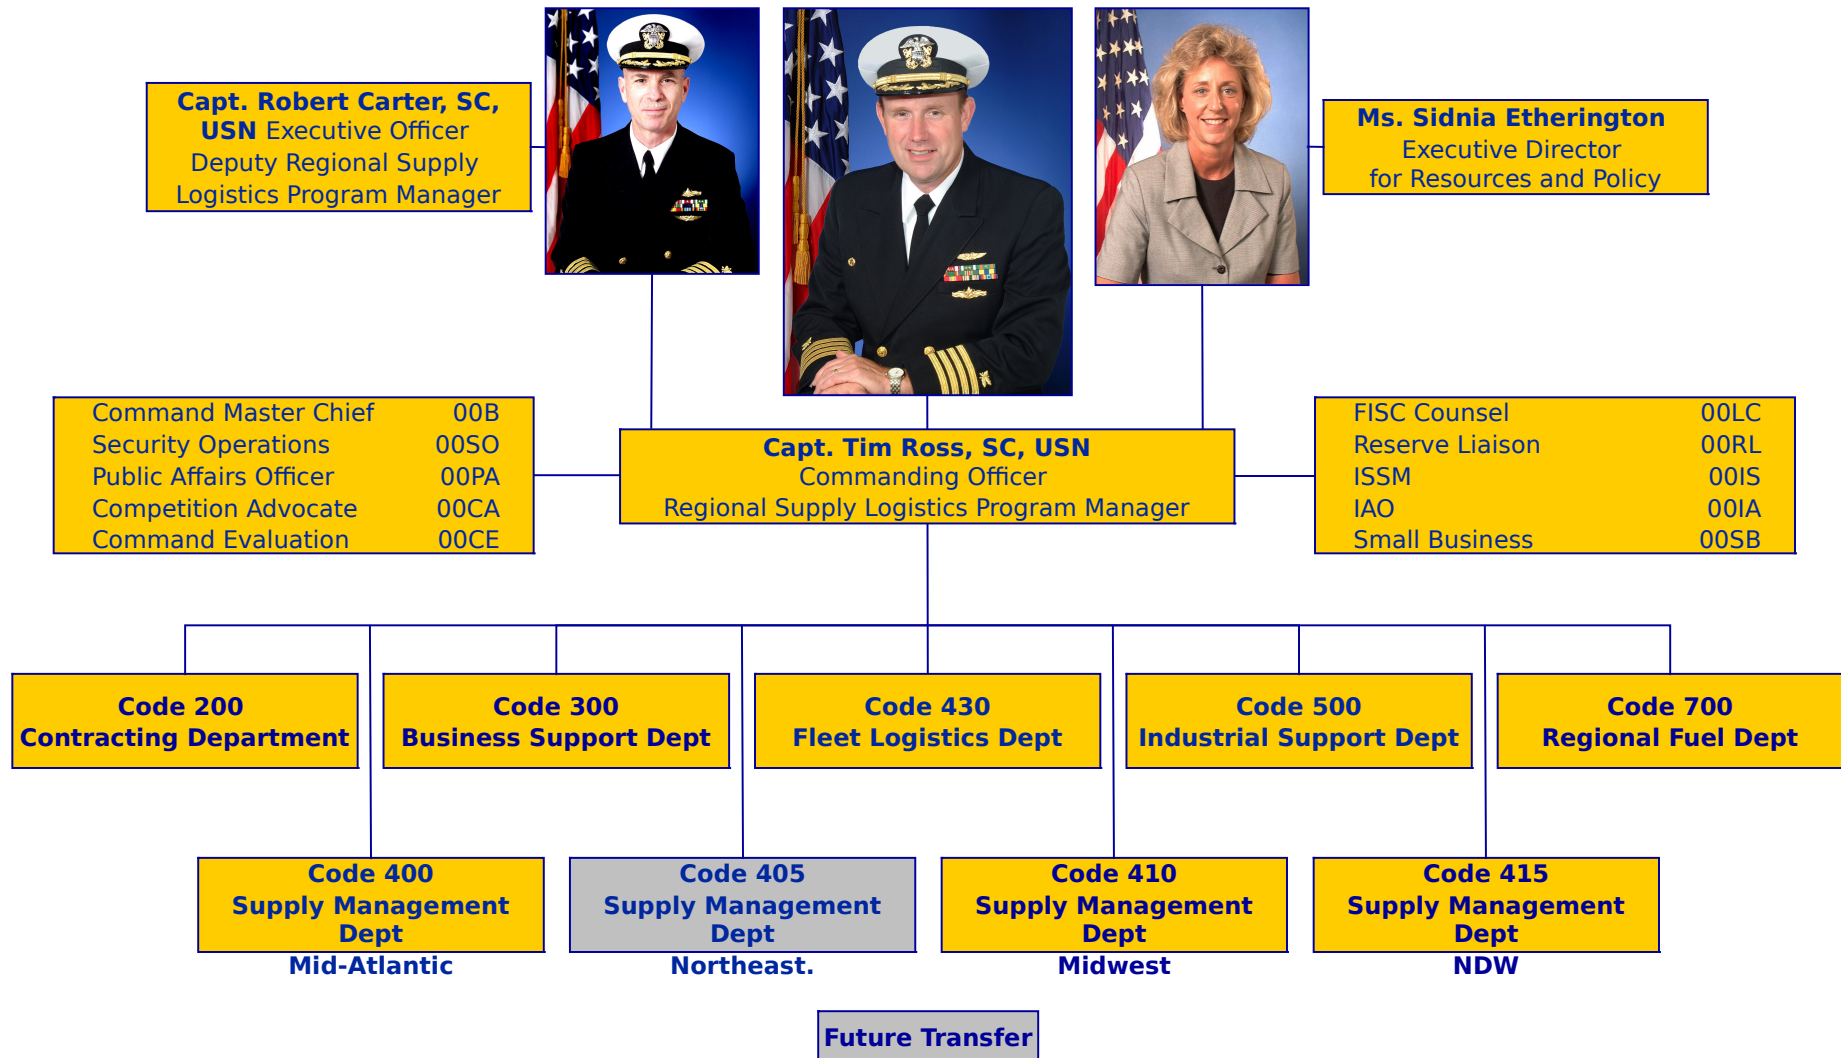 Capt. Robert Carter, SC,
USN Executive Officer
Deputy Regional Supply
Logistics Program Manager
Ms. Sidnia Etherington
Executive Director
for Resources and Policy
Command Master Chief 00B
Security Operations 00SO
Public Affairs Officer 00PA
Competition Advocate 00CA
Command Evaluation 00CE
Capt. Tim Ross, SC, USN
Commanding Officer
Regional Supply Logistics Program Manager
FISC Counsel 00LC
Reserve Liaison 00RL
ISSM 00IS
IAO 00IA
Small Business 00SB
Code 200
Contracting Department
Code 300
Business Support Dept
Code 430
Fleet Logistics Dept
Code 500
Industrial Support Dept
Code 700
Regional Fuel Dept
Code 400
Supply Management
Dept
Mid-Atlantic
Code 405
Supply Management
Dept
Northeast.
Code 410
Supply Management
Dept
Midwest
Code 415
Supply Management
Dept
NDW
Future Transfer